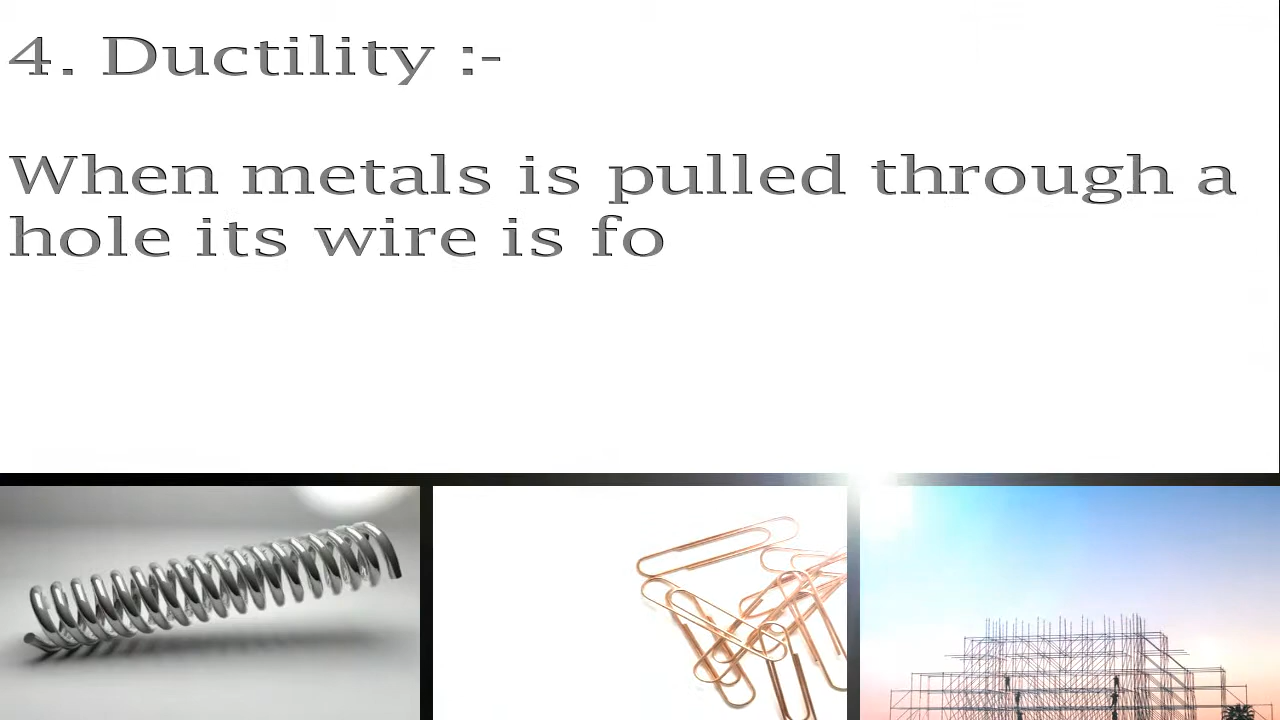 4. Ductility :-
When metals is pulled through a
hole its wire is fo